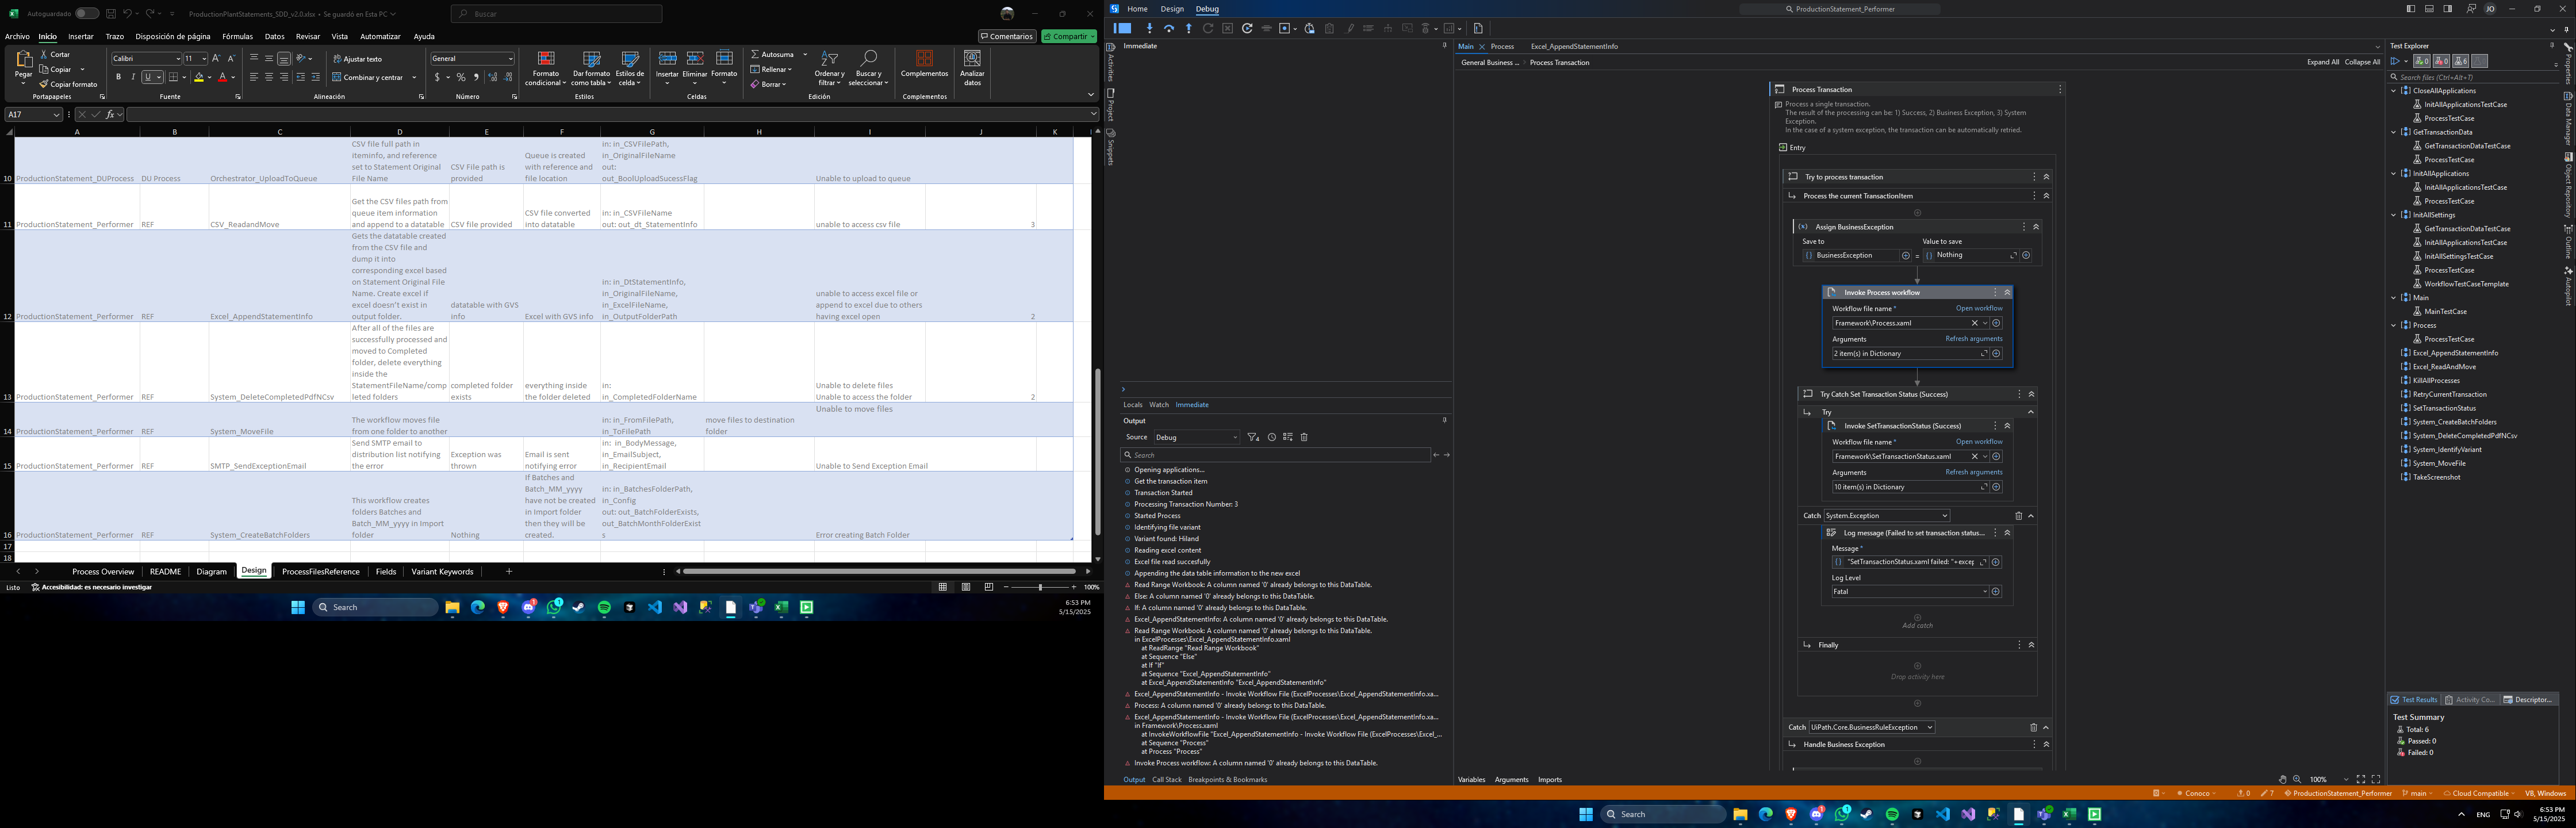 Autoguardado
ProductionPlantStatements_SDD_v2.0.xlsx • Se guardó en Esta PC
Buscar
Archivo Inicio Insertar Trazo Disposición de página Fórmulas Datos Revisar Vista Automatizar Ayuda
Comentarios Compartir
Pegar
Cortar
Copiar
Copiar formato
Portapapeles
Calibri 11
Fuente
Ajustar texto
Combinar y centrar
Alineación
General
Número
Formato condicional
Dar formato como tabla
Estilos de celda
Estilos
Insertar Eliminar Formato
Celdas
Autosuma
Rellenar
Borrar
Ordenar y filtrar
Buscar y seleccionar
Edición
Complementos
Complementos
Analizar datos
A17
A B C D E F G H I J K
10 ProductionStatement_DUProcess DU Process Orchestrator_UploadToQueue
CSV file full path in iteminfo, and reference set to Statement Original File Name
CSV File path is provided
Queue is created with reference and file location
in: in_CSVFilePath, in_OriginalFileName
out: out_BoolUploadSucessFlag
Unable to upload to queue
11 ProductionStatement_Performer REF CSV_ReadandMove
Get the CSV files path from queue item information and append to a datatable
CSV file provided
CSV file converted into datatable
in: in_CSVFileName
out: out_dt_StatementInfo
unable to access csv file
3
12 ProductionStatement_Performer REF Excel_AppendStatementInfo
Gets the datatable created from the CSV file and dump it into corresponding excel based on Statement Original File Name. Create excel if excel doesn't exist in output folder.
datatable with GVS info
Excel with GVS info
in: in_DtStatementInfo, in_OriginalFileName, in_ExcelFileName, in_OutputFolderPath
unable to access excel file or append to excel due to others having excel open
2
13 ProductionStatement_Performer REF System_DeleteCompletedPdfNCsv
After all of the files are successfully processed and moved to Completed folder, delete everything inside the StatementFileName/completed folders
completed folder exists
everything inside the folder deleted
in: in_CompletedFolderName
Unable to delete files
Unable to access the folder
2
14 ProductionStatement_Performer REF System_MoveFile
The workflow moves file from one folder to another
in: in_FromFilePath, in_ToFilePath
move files to destination folder
Unable to move files
15 ProductionStatement_Performer REF SMTP_SendExceptionEmail
Send SMTP email to distribution list notifying the error
Exception was thrown
Email is sent notifying error
in: in_BodyMessage, in_EmailSubject, in_RecipientEmail
Unable to Send Exception Email
16 ProductionStatement_Performer REF System_CreateBatchFolders
This workflow creates folders Batches and Batch_MM_yyyy in Import folder
Nothing
If Batches and Batch_MM_yyyy have not be created in Import folder then they will be created.
in: in_BatchesFolderPath, in_Config
out: out_BatchFolderExists, out_BatchMonthFolderExists
Error creating Batch Folder
17
18
Process Overview README Diagram Design ProcessFilesReference Fields Variant Keywords
Listo Accesibilidad: es necesario investigar
100%
Search
6:53 PM
5/15/2025
Home Design Debug
ProductionStatement_Performer
JO
Immediate
Activities
Project
Snippets
Locals Watch Immediate
Output
Source Debug
Search
Opening applications...
Get the transaction item
Transaction Started
Processing Transaction Number: 3
Started Process
Identifying file variant
Variant found: Hiland
Reading excel content
Excel file read succesfully
Appending the data table information to the new excel
Read Range Workbook: A column named '0' already belongs to this DataTable.
Else: A column named '0' already belongs to this DataTable.
If: A column named '0' already belongs to this DataTable.
Excel_AppendStatementInfo: A column named '0' already belongs to this DataTable.
Read Range Workbook: A column named '0' already belongs to this DataTable.
in ExcelProcesses\Excel_AppendStatementInfo.xaml
at ReadRange "Read Range Workbook"
at Sequence "Else"
at If "If"
at Sequence "Excel_AppendStatementInfo"
at Excel_AppendStatementInfo "Excel_AppendStatementInfo"
Excel_AppendStatementInfo - Invoke Workflow File (ExcelProcesses\Excel_AppendStatementInfo.xa...
Process: A column named '0' already belongs to this DataTable.
Excel_AppendStatementInfo - Invoke Workflow File (ExcelProcesses\Excel_AppendStatementInfo.xa...
in Framework\Process.xaml
at InvokeWorkflowFile "Excel_AppendStatementInfo - Invoke Workflow File (ExcelProcesses\Excel_...
at Sequence "Process"
at Process "Process"
Invoke Process workflow: A column named '0' already belongs to this DataTable.
Output Call Stack Breakpoints & Bookmarks
Main Process Excel_AppendStatementInfo
General Business ... Process Transaction
Expand All Collapse All
Process Transaction
Process a single transaction.
The result of the processing can be: 1) Success, 2) Business Exception, 3) System Exception.
In the case of a system exception, the transaction can be automatically retried.
Entry
Try to process transaction
Process the current TransactionItem
Assign BusinessException
Save to Value to save
BusinessException = Nothing
Invoke Process workflow
Workflow file name * Open workflow
Framework\Process.xaml
Arguments Refresh arguments
2 item(s) in Dictionary
Try Catch Set Transaction Status (Success)
Try
Invoke SetTransactionStatus (Success)
Workflow file name * Open workflow
Framework\SetTransactionStatus.xaml
Arguments Refresh arguments
10 item(s) in Dictionary
Catch System.Exception
Log message (Failed to set transaction status...
Message *
"SetTransactionStatus.xaml failed: "+excep
Log Level
Fatal
Add catch
Finally
Drop activity here
Catch UiPath.Core.BusinessRuleException
Handle Business Exception
Variables Arguments Imports
100%
Test Explorer
0 0 6
Search files (Ctrl+Alt+T)
CloseAllApplications
InitAllApplicationsTestCase
ProcessTestCase
GetTransactionData
GetTransactionDataTestCase
ProcessTestCase
InitAllApplications
InitAllApplicationsTestCase
ProcessTestCase
InitAllSettings
GetTransactionDataTestCase
InitAllApplicationsTestCase
InitAllSettingsTestCase
ProcessTestCase
WorkflowTestCaseTemplate
Main
MainTestCase
Process
ProcessTestCase
Excel_AppendStatementInfo
Excel_ReadAndMove
KillAllProcesses
RetryCurrentTransaction
SetTransactionStatus
System_CreateBatchFolders
System_DeleteCompletedPdfNCsv
System_IdentifyVariant
System_MoveFile
TakeScreenshot
Test Results Activity Co... Descriptor...
Test Summary
Total: 6
Passed: 0
Failed: 0
Properties
Data Manager
Object Repository
Outline
Autopilot
Conoco 0 7 ProductionStatement_Performer main Cloud Compatible VB, Windows
Search
ENG
6:53 PM
5/15/2025